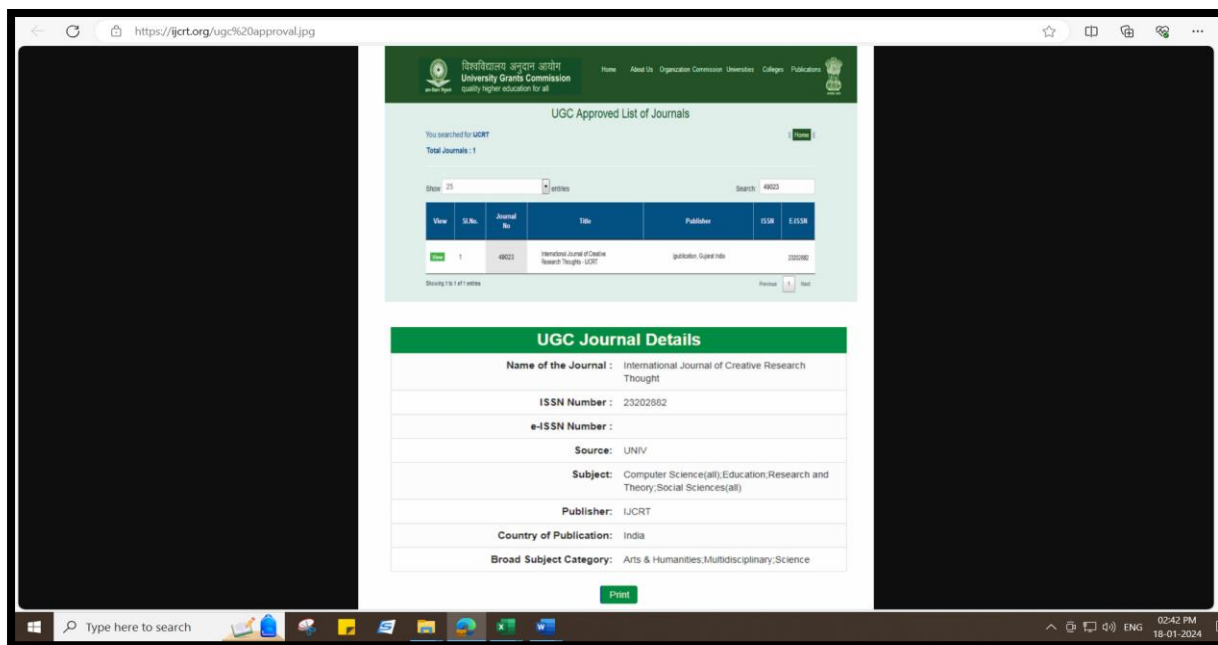 https://ijcrt.org/ugc%20approval.jpg
विश्वविद्यालय अनुदान आयोग
University Grants Commission
quality higher education for all
Home About Us Organization Commission Universities Colleges Publications
UGC Approved List of Journals
You searched for IJCRT
Home
Total Journals : 1
Show 25 entries
Search: 49023
View Sl.No. Journal No Title Publisher ISSN E-ISSN
View 1 49023 International Journal of Creative Research Thoughts - IJCRT Gujarat India 23202882
Showing 1 to 1 of 1 entries
Previous 1 Next
UGC Journal Details
Name of the Journal : International Journal of Creative Research
Thought
ISSN Number : 23202882
e-ISSN Number :
Source: UNIV
Subject: Computer Science(all);Education;Research and
Theory;Social Sciences(all)
Publisher: IJCRT
Country of Publication: India
Broad Subject Category: Arts & Humanities;Multidisciplinary;Science
Print
Type here to search
ENG
02:42 PM
18-01-2024